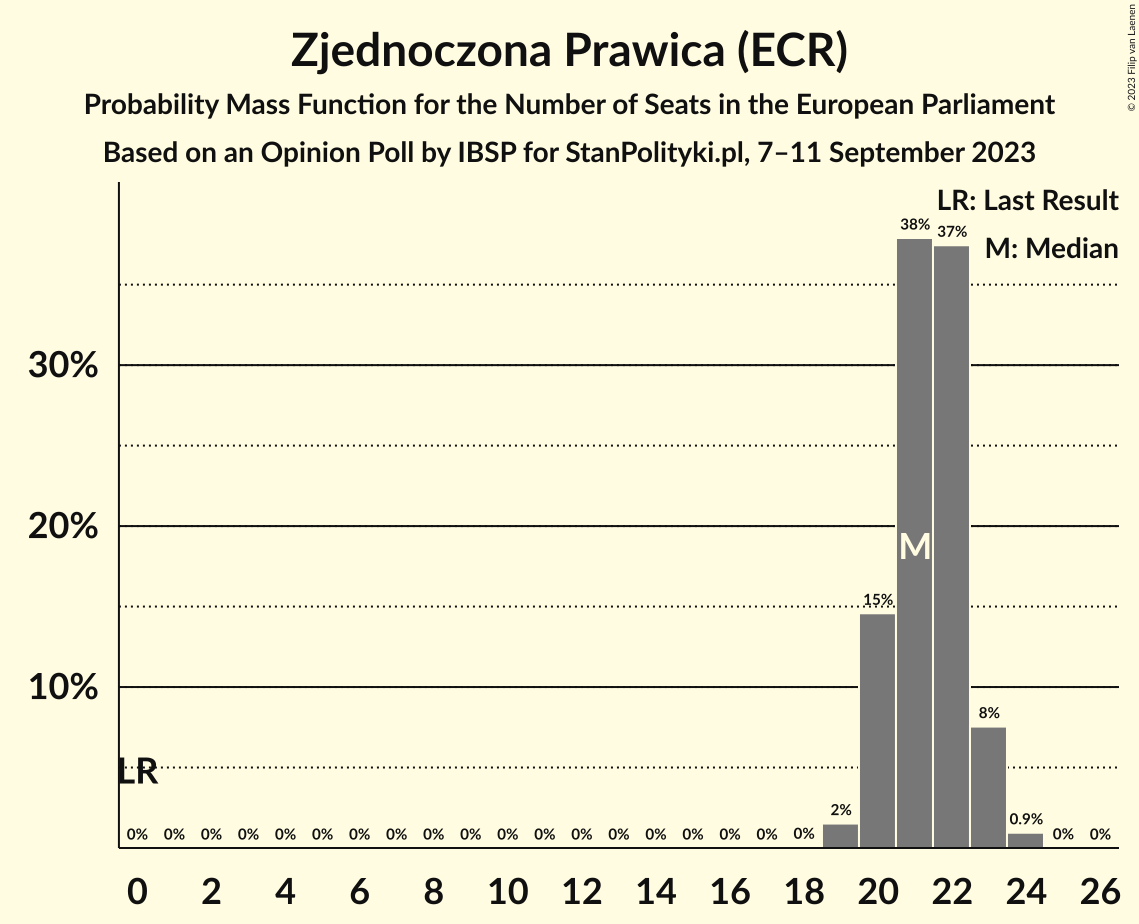 Zjednoczona Prawica (ECR)
Probability Mass Function for the Number of Seats in the European Parliament
Based on an Opinion Poll by IBSP for StanPolityki.pl, 7–11 September 2023
© 2023 Filip van Laenen
LR: Last Result
M: Median
38% 37%
30%
20%
M
15%
10%
8%
LR
2% 0.9%
0% 0% 0% 0% 0% 0% 0% 0% 0% 0% 0% 0% 0% 0% 0% 0% 0% 0% 0% 0% 0%
0 2 4 6 8 10 12 14 16 18 20 22 24 26